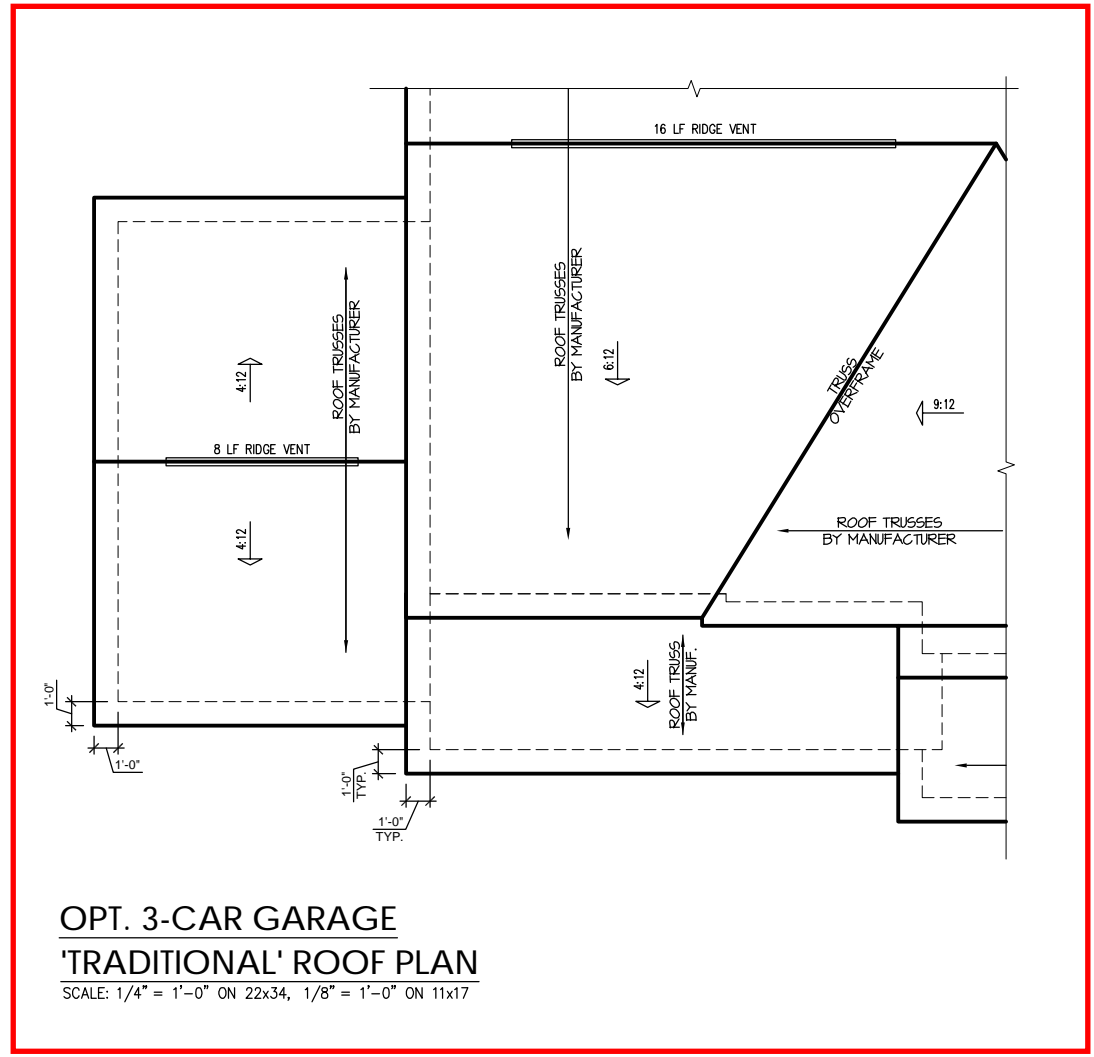 16 LF RIDGE VENT
ROOF TRUSSES
BY MANUFACTURER
ROOF TRUSSES
BY MANUFACTURER
4:12
6:12
TRUSS
OVERFRAME
9:12
8 LF RIDGE VENT
4:12
ROOF TRUSSES
BY MANUFACTURER
ROOF TRUSS
BY MANUF.
4:12
1'-0"
1'-0"
1'-0"
TYP.
1'-0"
TYP.
OPT. 3-CAR GARAGE
'TRADITIONAL' ROOF PLAN
SCALE: 1/4" = 1'-0" ON 22x34, 1/8" = 1'-0" ON 11x17